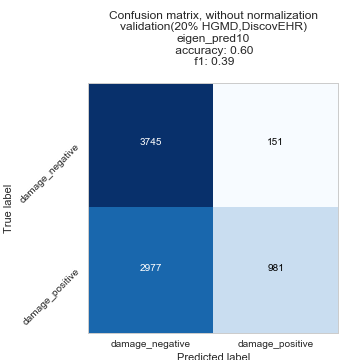 Confusion matrix, without normalization
validation(20% HGMD,DiscovEHR)
eigen_pred10
accuracy: 0.60
f1: 0.39
True label
damage_negative
3745
151
damage_positive
2977
981
damage_negative
damage_positive
Predicted label